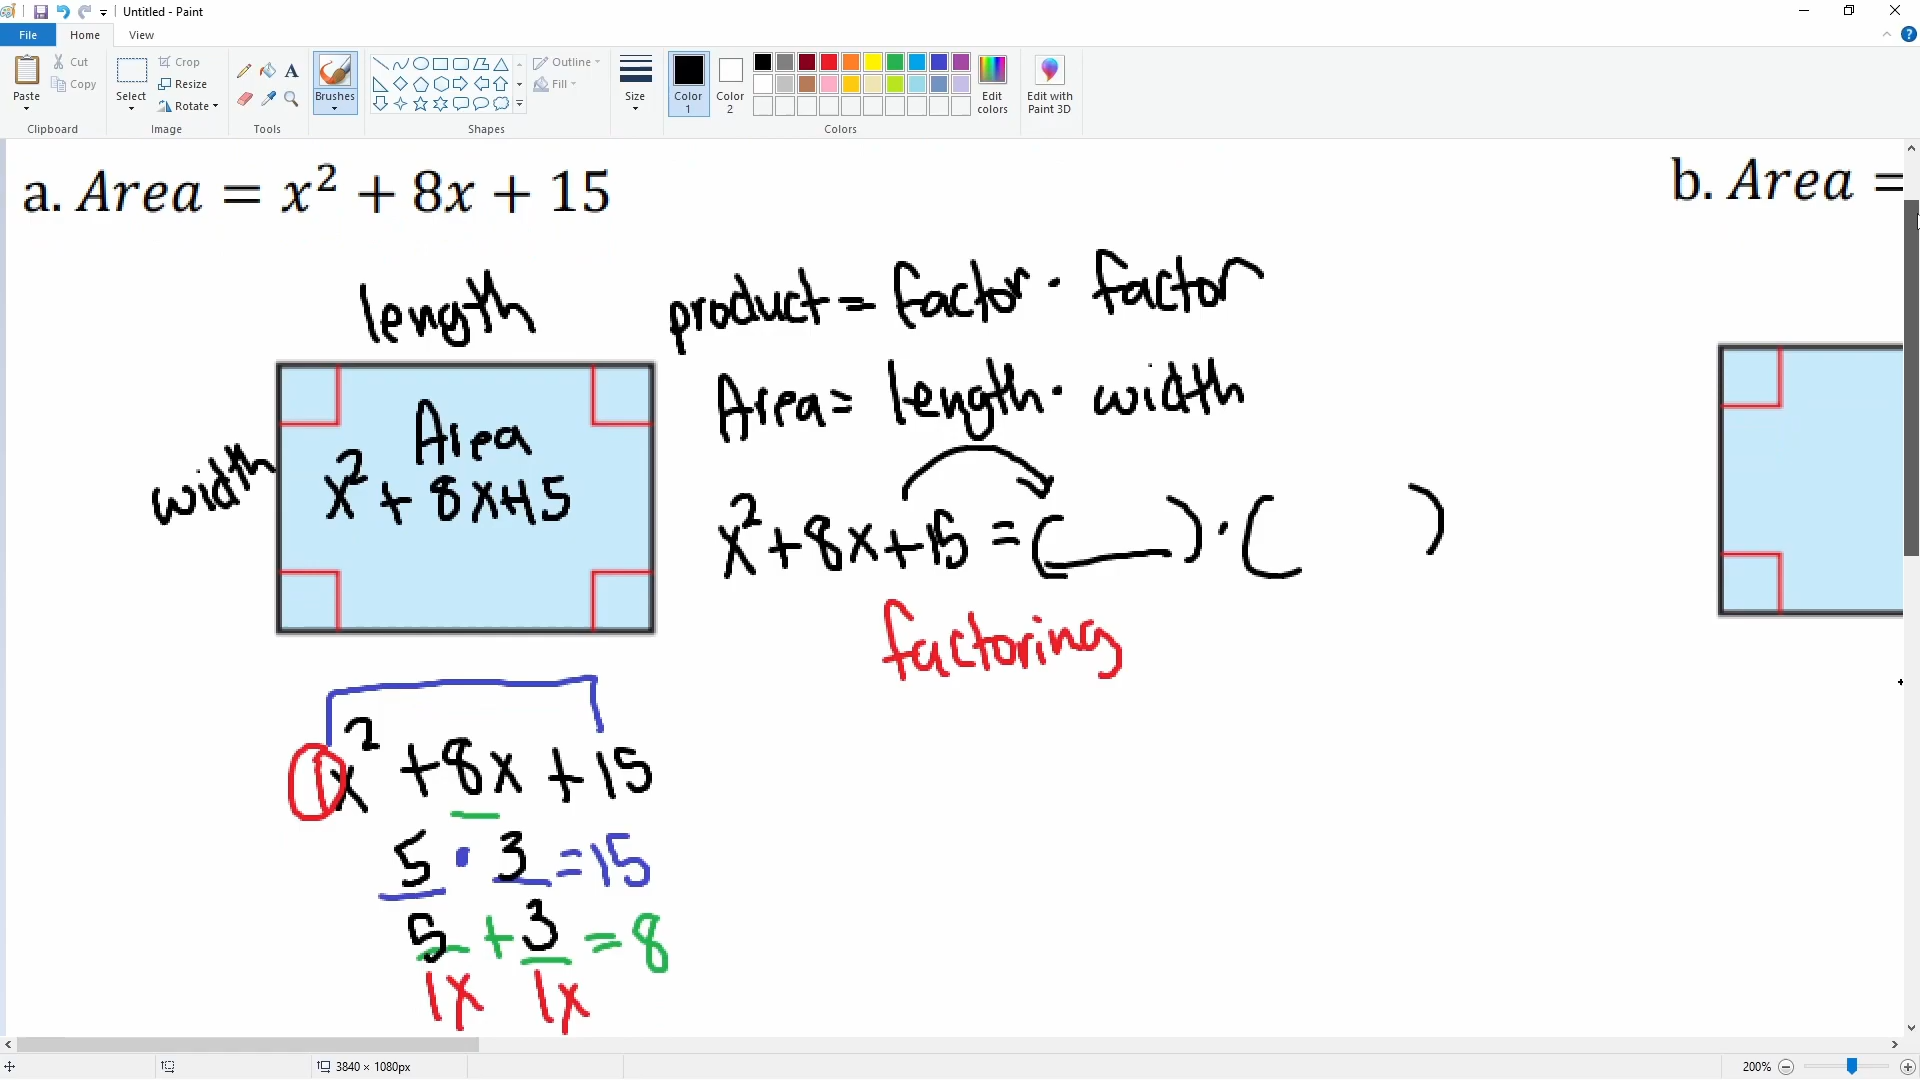 Untitled - Paint
File Home View
Paste Cut Copy Clipboard
Select Crop Resize Rotate Image
Tools
Brushes
Shapes
Outline Fill
Size
Color 1 Color 2 Edit colors Colors
Edit with Paint 3D
a. Area = x² + 8x + 15
b. Area =
length
product = factor · factor
Area = length · width
width
Area
x² + 8x+15
x²+8x+15 = (___) · ( )
factoring
1x² +8x +15
5 · 3 = 15
5 + 3 = 8
1x 1x
3840 × 1080px
200%